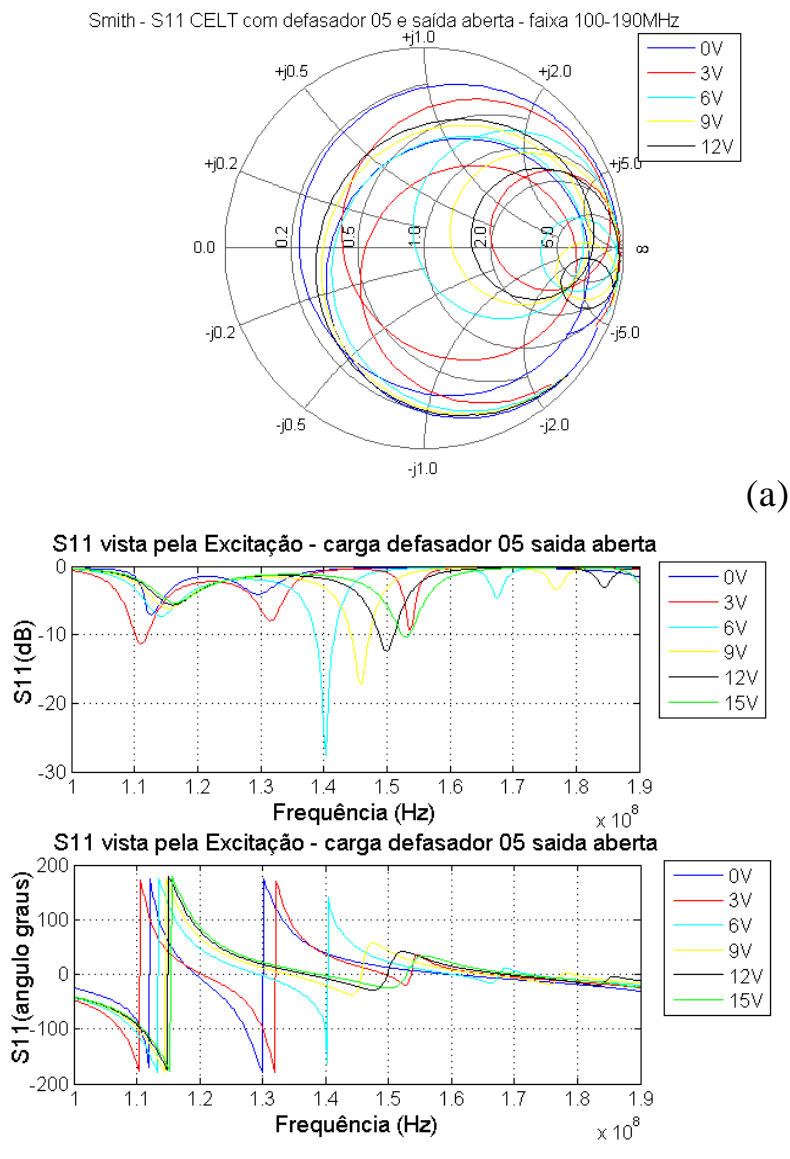 Smith - S11 CELT com defasador 05 e saída aberta - faixa 100-190MHz
+j1.0
+j0.5
+j2.0
+j0.2
+j5.0
0.0
0.2
0.5
1.0
2.0
5.0
∞
-j0.2
-j5.0
-j0.5
-j2.0
-j1.0
0V
3V
6V
9V
12V
(a)
S11 vista pela Excitação - carga defasador 05 saida aberta
S11(dB)
0
-10
-20
-30
1 1.1 1.2 1.3 1.4 1.5 1.6 1.7 1.8 1.9
Frequência (Hz)
x 10^8
0V
3V
6V
9V
12V
15V
S11 vista pela Excitação - carga defasador 05 saida aberta
S11(angulo graus)
200
100
0
-100
-200
1 1.1 1.2 1.3 1.4 1.5 1.6 1.7 1.8 1.9
Frequência (Hz)
x 10^8
0V
3V
6V
9V
12V
15V